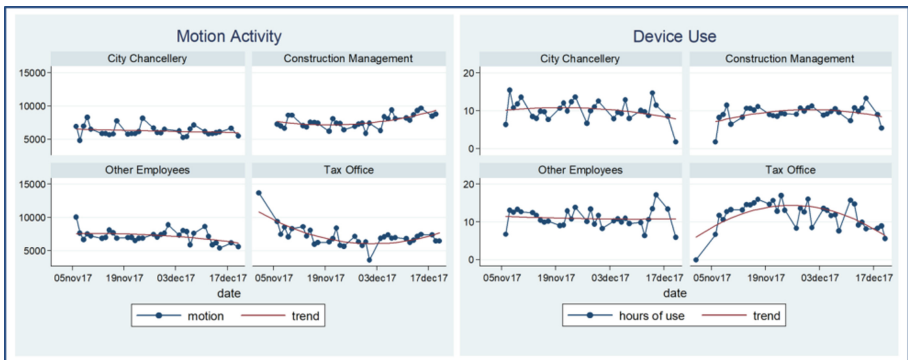 Motion Activity
City Chancellery
Construction Management
15000
10000
5000
Other Employees
Tax Office
15000
10000
5000
05nov17 19nov17 03dec17 17dec17 05nov17 19nov17 03dec17 17dec17
date
motion trend
Device Use
City Chancellery
Construction Management
20
10
0
Other Employees
Tax Office
20
10
0
05nov17 19nov17 03dec17 17dec17 05nov17 19nov17 03dec17 17dec17
date
hours of use trend